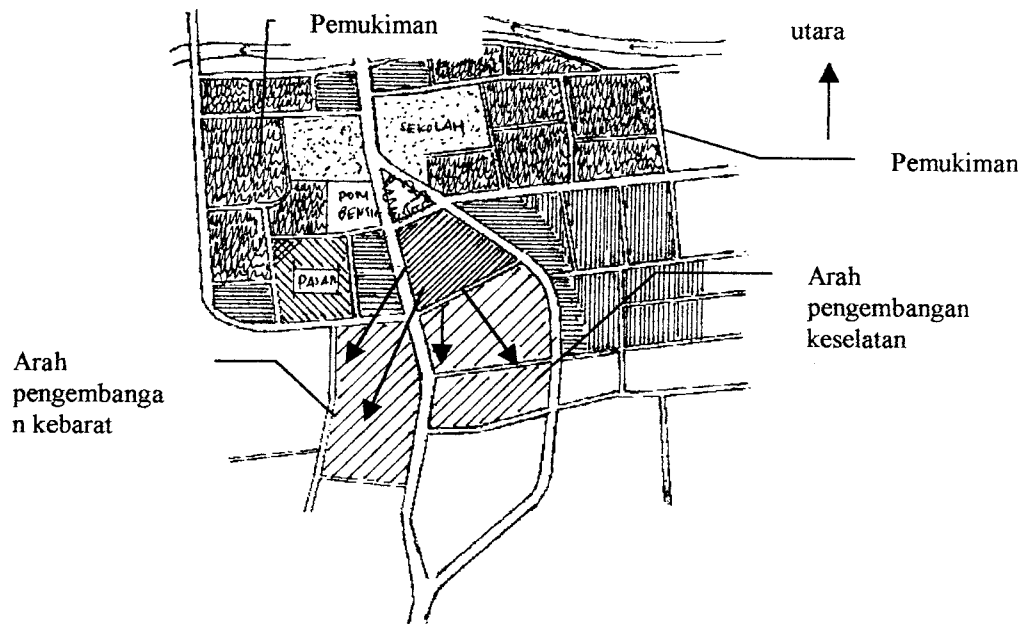 Pemukiman
utara
SEKOLAH
Pemukiman
POM
BENSIN
PASAR
Arah
pengembangan
keselatan
Arah
pengembanga
n kebarat